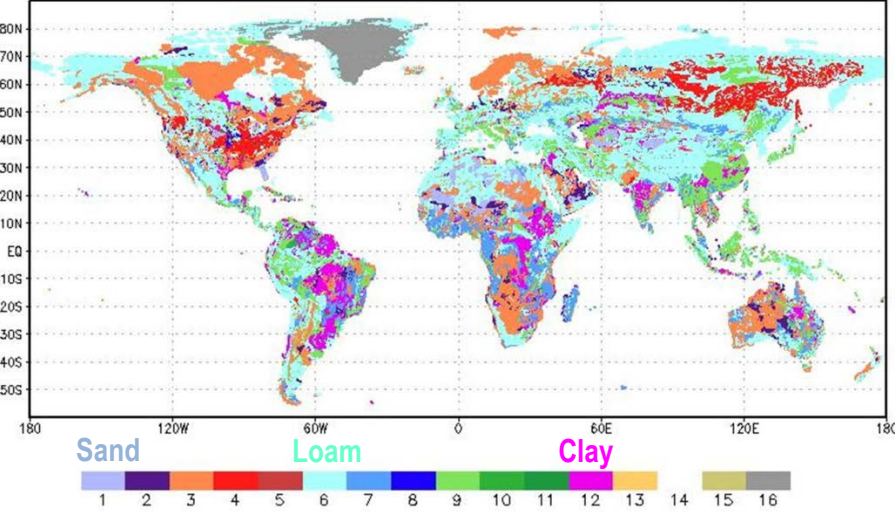 80N
70N
60N
50N
40N
30N
20N
10N
EQ
10S
20S
30S
40S
50S
180 120W 60W 0 60E 120E 180
Sand Loam Clay
1 2 3 4 5 6 7 8 9 10 11 12 13 14 15 16